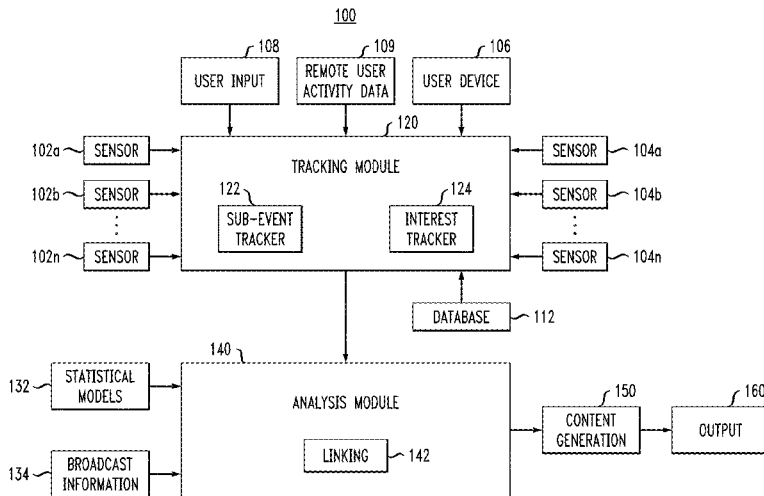 100
108
109
106
USER INPUT
REMOTE USER
ACTIVITY DATA
USER DEVICE
120
102a
SENSOR
TRACKING MODULE
SENSOR
104a
102b
SENSOR
122
124
SENSOR
104b
SUB-EVENT
TRACKER
INTEREST
TRACKER
102n
SENSOR
SENSOR
104n
DATABASE
112
140
132
STATISTICAL
MODELS
ANALYSIS MODULE
150
160
CONTENT
GENERATION
OUTPUT
LINKING
142
134
BROADCAST
INFORMATION